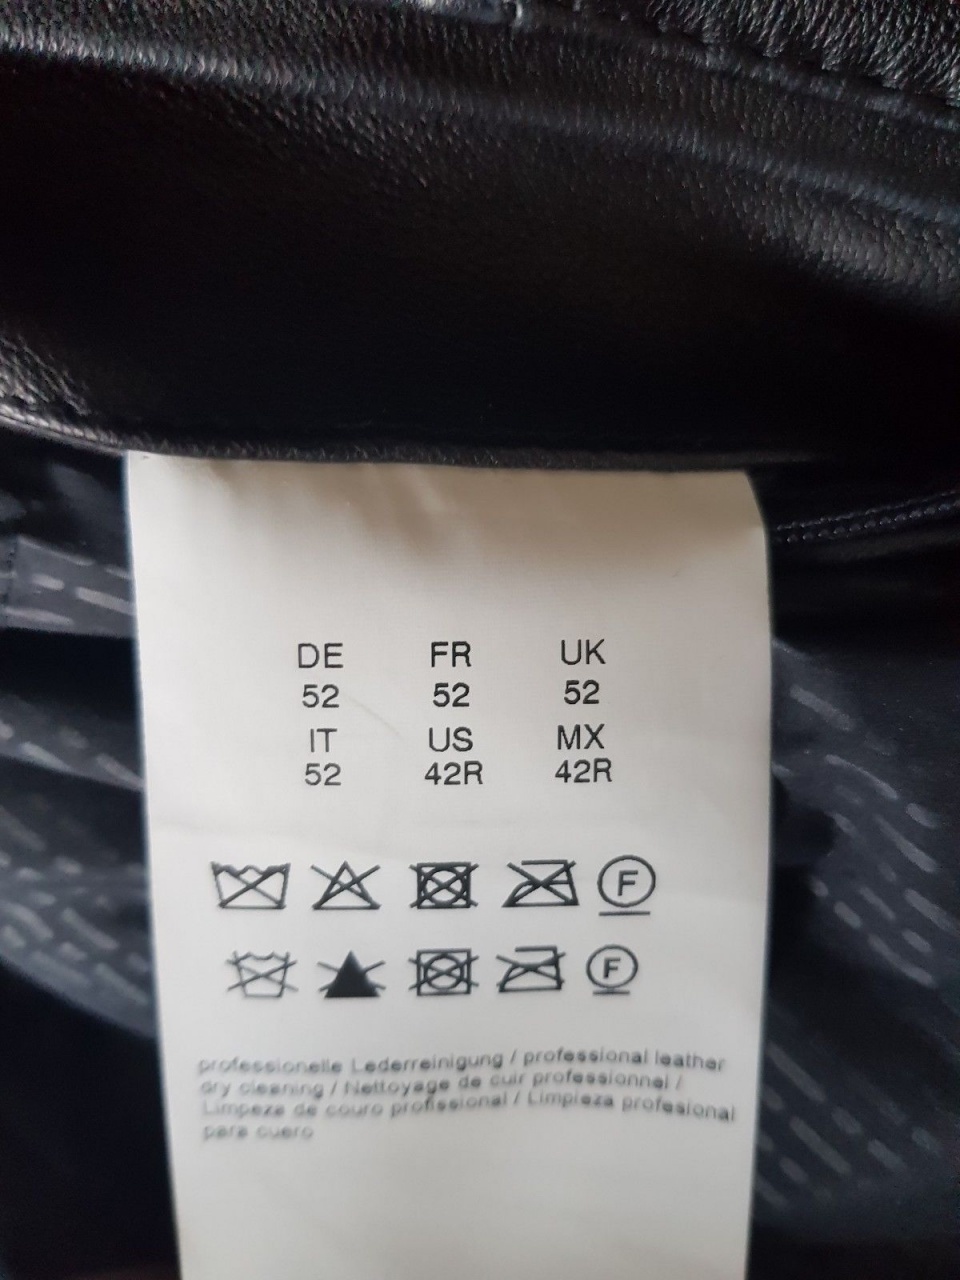 DE FR UK
52 52 52
IT US MX
52 42R 42R
F
F
professionelle Lederreinigung / professional leather
dry cleaning / Nettoyage de cuir professionnel /
Limpeza de couro profissional / Limpieza profesional
para cuero